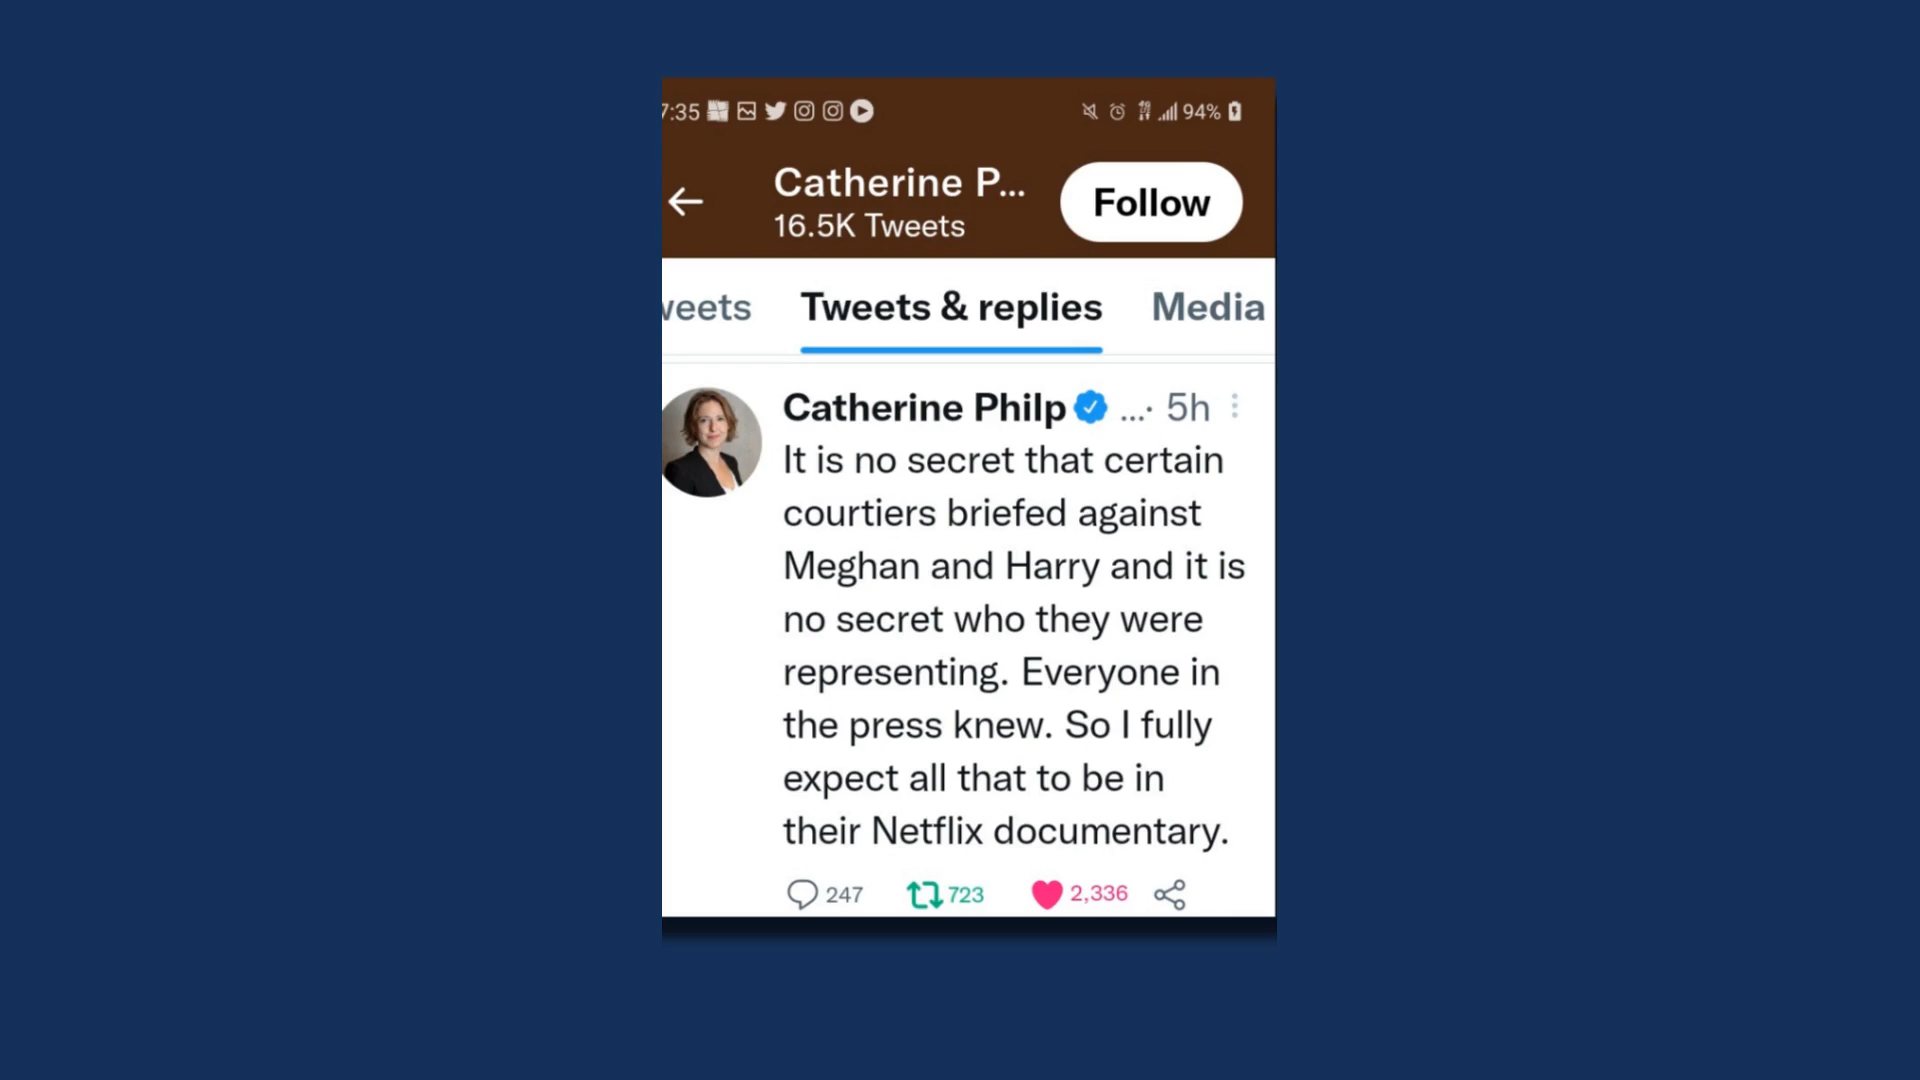 7:35 94%
Catherine P...
16.5K Tweets
Follow
weets Tweets & replies Media
Catherine Philp ...· 5h
It is no secret that certain
courtiers briefed against
Meghan and Harry and it is
no secret who they were
representing. Everyone in
the press knew. So I fully
expect all that to be in
their Netflix documentary.
247 723 2,336